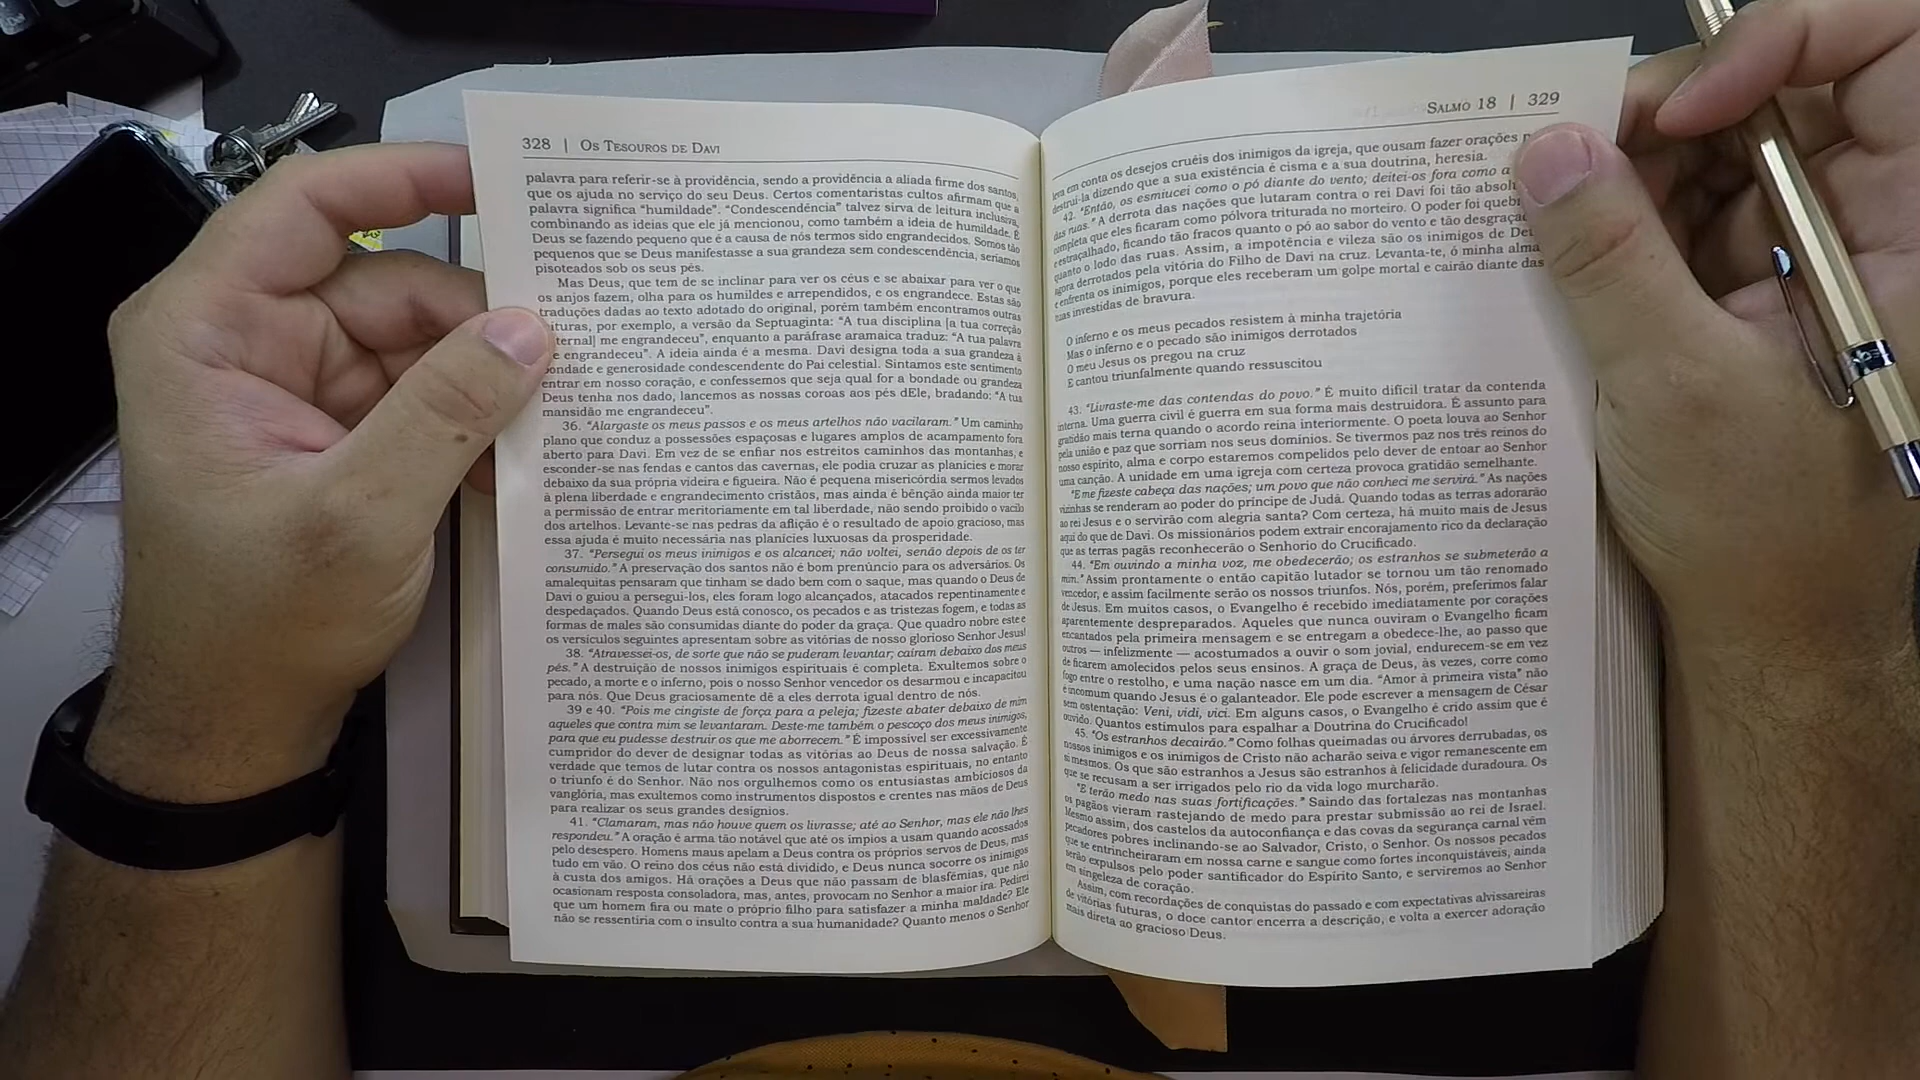 328 | Os Tesouros de Davi
palavra para referir-se à providência, sendo a providência a aliada firme dos santos,
que os ajuda no serviço do seu Deus. Certos comentaristas cultos afirmam que a
palavra significa “humildade”. “Condescendência” talvez sirva de leitura inclusiva,
combinando as ideias que ele já mencionou, como também a ideia de humildade. É
Deus se fazendo pequeno que é a causa de nós termos sido engrandecidos. Somos tão
pequenos que se Deus manifestasse a sua grandeza sem condescendência, seríamos
pisoteados sob os seus pés.
Mas Deus, que tem de se inclinar para ver os céus e se abaixar para ver o que
os anjos fazem, olha para os humildes e arrependidos, e os engrandece. Estas são
traduções dadas ao texto adotado do original, porém também encontramos outras
leituras, por exemplo, a versão da Septuaginta: “A tua disciplina [a tua correção
ternal] me engrandeceu”, enquanto a paráfrase aramaica traduz: “A tua palavra
e engrandeceu”. A ideia ainda é a mesma. Davi designa toda a sua grandeza à
bondade e generosidade condescendente do Pai celestial. Sintamos este sentimento
entrar em nosso coração, e confessemos que seja qual for a bondade ou grandeza
Deus tenha nos dado, lancemos as nossas coroas aos pés dEle, bradando: “A tua
mansidão me engrandeceu”.
36. “Alargaste os meus passos e os meus artelhos não vacilaram.” Um caminho
plano que conduz a possessões espaçosas e lugares amplos de acampamento fora
aberto para Davi. Em vez de se enfiar nos estreitos caminhos das montanhas, e
esconder-se nas fendas e cantos das cavernas, ele podia cruzar as planícies e morar
debaixo da sua própria videira e figueira. Não é pequena misericórdia sermos levados
à plena liberdade e engrandecimento cristãos, mas ainda é bênção ainda maior ter
a permissão de entrar meritoriamente em tal liberdade, não sendo proibido o vacilo
dos artelhos. Levante-se nas pedras da aflição é o resultado de apoio gracioso, mas
essa ajuda é muito necessária nas planícies luxuosas da prosperidade.
37. “Persegui os meus inimigos e os alcancei; não voltei, senão depois de os ter
consumido.” A preservação dos santos não é bom prenúncio para os adversários. Os
amalequitas pensaram que tinham se dado bem com o saque, mas quando o Deus de
Davi o guiou a persegui-los, eles foram logo alcançados, atacados repentinamente e
despedaçados. Quando Deus está conosco, os pecados e as tristezas fogem, e todas as
formas de males são consumidas diante do poder da graça. Que quadro nobre este e
os versículos seguintes apresentam sobre as vitórias de nosso glorioso Senhor Jesus!
38. “Atravessei-os, de sorte que não se puderam levantar; caíram debaixo dos meus
pés.” A destruição de nossos inimigos espirituais é completa. Exultemos sobre o
pecado, a morte e o inferno, pois o nosso Senhor vencedor os desarmou e incapacitou
para nós. Que Deus graciosamente dê a eles derrota igual dentro de nós.
39 e 40. “Pois me cingiste de força para a peleja; fizeste abater debaixo de mim
aqueles que contra mim se levantaram. Deste-me também o pescoço dos meus inimigos,
para que eu pudesse destruir os que me aborrecem.” É impossível ser excessivamente
cumpridor do dever de designar todas as vitórias ao Deus de nossa salvação. É
verdade que temos de lutar contra os nossos antagonistas espirituais, no entanto
o triunfo é do Senhor. Não nos orgulhemos como os entusiastas ambiciosos da
vanglória, mas exultemos como instrumentos dispostos e crentes nas mãos de Deus
para realizar os seus grandes desígnios.
41. “Clamaram, mas não houve quem os livrasse; até ao Senhor, mas ele não lhes
respondeu.” A oração é arma tão notável que até os ímpios a usam quando acossados
pelo desespero. Homens maus apelam a Deus contra os próprios servos de Deus, mas
tudo em vão. O reino dos céus não está dividido, e Deus nunca socorre os inimigos
à custa dos amigos. Há orações a Deus que não passam de blasfêmias, que não
ocasionam resposta consoladora, mas, antes, provocam no Senhor a maior ira. Pedirei
que um homem fira ou mate o próprio filho para satisfazer a minha maldade? Ele
não se ressentiria com o insulto contra a sua humanidade? Quanto menos o Senhor
Salmo 18 | 329
leva em conta os desejos cruéis dos inimigos da igreja, que ousam fazer orações
destruí-la dizendo que a sua existência é cisma e a sua doutrina, heresia.
42. “Então, os esmiucei como o pó diante do vento; deitei-os fora como a
das ruas.” A derrota das nações que lutaram contra o rei Davi foi tão absol
completa que eles ficaram como pólvora triturada no morteiro. O poder foi queb
e estraçalhado, ficando tão fracos quanto o pó ao sabor do vento e tão desgraça
quanto o lodo das ruas. Assim, a impotência e vileza são os inimigos de De
agora derrotados pela vitória do Filho de Davi na cruz. Levanta-te, ó minha alma
e enfrenta os inimigos, porque eles receberam um golpe mortal e cairão diante das
tuas investidas de bravura.
O inferno e os meus pecados resistem à minha trajetória
Mas o inferno e o pecado são inimigos derrotados
O meu Jesus os pregou na cruz
E cantou triunfalmente quando ressuscitou
43. “Livraste-me das contendas do povo.” É muito difícil tratar da contenda
interna. Uma guerra civil é guerra em sua forma mais destruidora. É assunto para
gratidão mais terna quando o acordo reina interiormente. O poeta louva ao Senhor
pela união e paz que sorriam nos seus domínios. Se tivermos paz nos três reinos do
nosso espírito, alma e corpo estaremos compelidos pelo dever de entoar ao Senhor
uma canção. A unidade em uma igreja com certeza provoca gratidão semelhante.
“E me fizeste cabeça das nações; um povo que não conheci me servirá.” As nações
vizinhas se renderam ao poder do príncipe de Judá. Quando todas as terras adorarão
ao rei Jesus e o servirão com alegria santa? Com certeza, há muito mais de Jesus
aqui do que de Davi. Os missionários podem extrair encorajamento rico da declaração
que as terras pagãs reconhecerão o Senhorio do Crucificado.
44. “Em ouvindo a minha voz, me obedecerão; os estranhos se submeterão a
mim.” Assim prontamente o então capitão lutador se tornou um tão renomado
vencedor, e assim facilmente serão os nossos triunfos. Nós, porém, preferimos falar
de Jesus. Em muitos casos, o Evangelho é recebido imediatamente por corações
aparentemente despreparados. Aqueles que nunca ouviram o Evangelho ficam
encantados pela primeira mensagem e se entregam a obedece-lhe, ao passo que
outros — infelizmente — acostumados a ouvir o som jovial, endurecem-se em vez
de ficarem amolecidos pelos seus ensinos. A graça de Deus, às vezes, corre como
fogo entre o restolho, e uma nação nasce em um dia. “Amor à primeira vista” não
é incomum quando Jesus é o galanteador. Ele pode escrever a mensagem de César
sem ostentação: Veni, vidi, vici. Em alguns casos, o Evangelho é crido assim que é
ouvido. Quantos estímulos para espalhar a Doutrina do Crucificado!
45. “Os estranhos decairão.” Como folhas queimadas ou árvores derrubadas, os
nossos inimigos e os inimigos de Cristo não acharão seiva e vigor remanescente em
si mesmos. Os que são estranhos a Jesus são estranhos à felicidade duradoura. Os
que se recusam a ser irrigados pelo rio da vida logo murcharão.
“E terão medo nas suas fortificações.” Saindo das fortalezas nas montanhas
os pagãos vieram rastejando de medo para prestar submissão ao rei de Israel.
Mesmo assim, dos castelos da autoconfiança e das covas da segurança carnal vêm
pecadores pobres inclinando-se ao Salvador, Cristo, o Senhor. Os nossos pecados
que se entrincheiraram em nossa carne e sangue como fortes inconquistáveis, ainda
serão expulsos pelo poder santificador do Espírito Santo, e serviremos ao Senhor
em singeleza de coração.
Assim, com recordações de conquistas do passado e com expectativas alvissareiras
de vitórias futuras, o doce cantor encerra a descrição, e volta a exercer adoração
mais direta ao gracioso Deus.